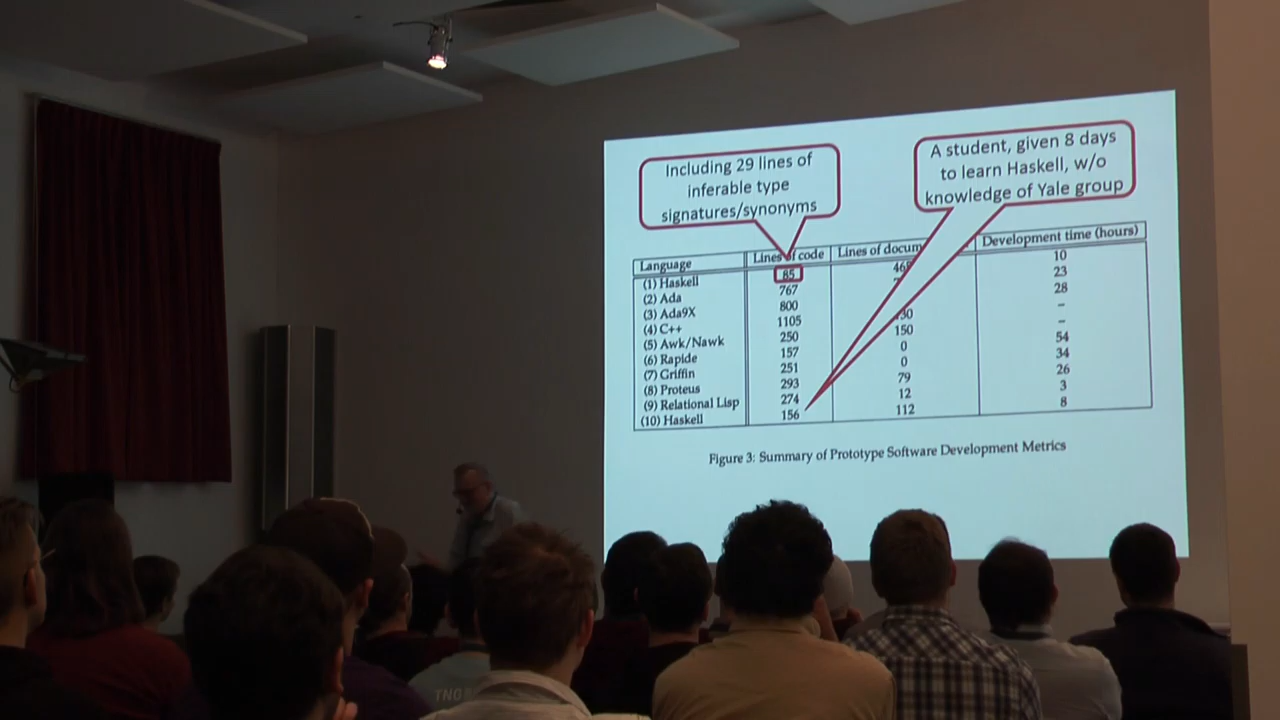 Including 29 lines of
inferable type
signatures/synonyms
A student, given 8 days
to learn Haskell, w/o
knowledge of Yale group
Language Lines of code Lines of Development time (hours)
(1) Haskell 85 10
(2) Ada 767 23
(3) Ada9X 800 28
(4) C++ 1105 –
(5) Awk/Nawk 250 150 –
(6) Rapide 157 0 54
(7) Griffin 251 0 34
(8) Proteus 293 79 26
(9) Relational Lisp 274 12 3
(10) Haskell 156 112 8
Figure 3: Summary of Prototype Software Development Metrics
TNG